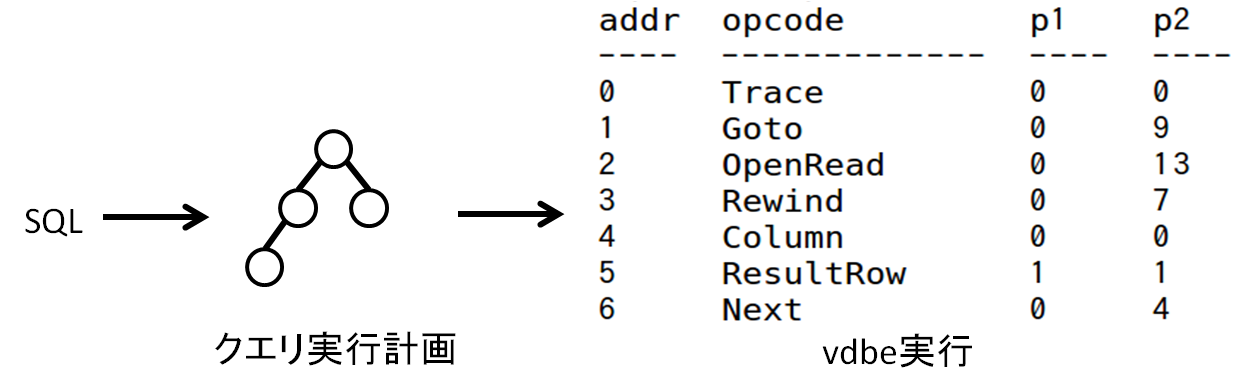 SQL
クエリ実行計画
addr opcode p1 p2
---- ------------- ---- ----
0 Trace 0 0
1 Goto 0 9
2 OpenRead 0 13
3 Rewind 0 7
4 Column 0 0
5 ResultRow 1 1
6 Next 0 4
vdbe実行